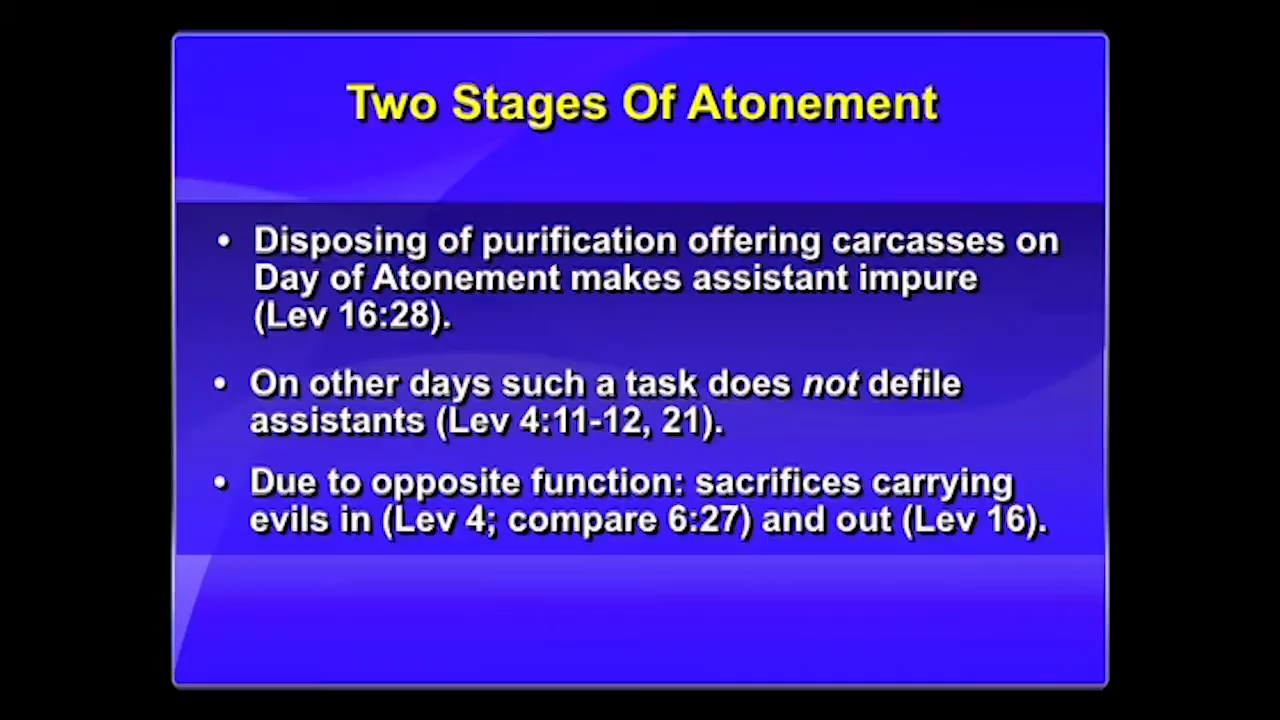 Two Stages Of Atonement
• Disposing of purification offering carcasses on
Day of Atonement makes assistant impure
(Lev 16:28).
• On other days such a task does not defile
assistants (Lev 4:11-12, 21).
• Due to opposite function: sacrifices carrying
evils in (Lev 4; compare 6:27) and out (Lev 16).